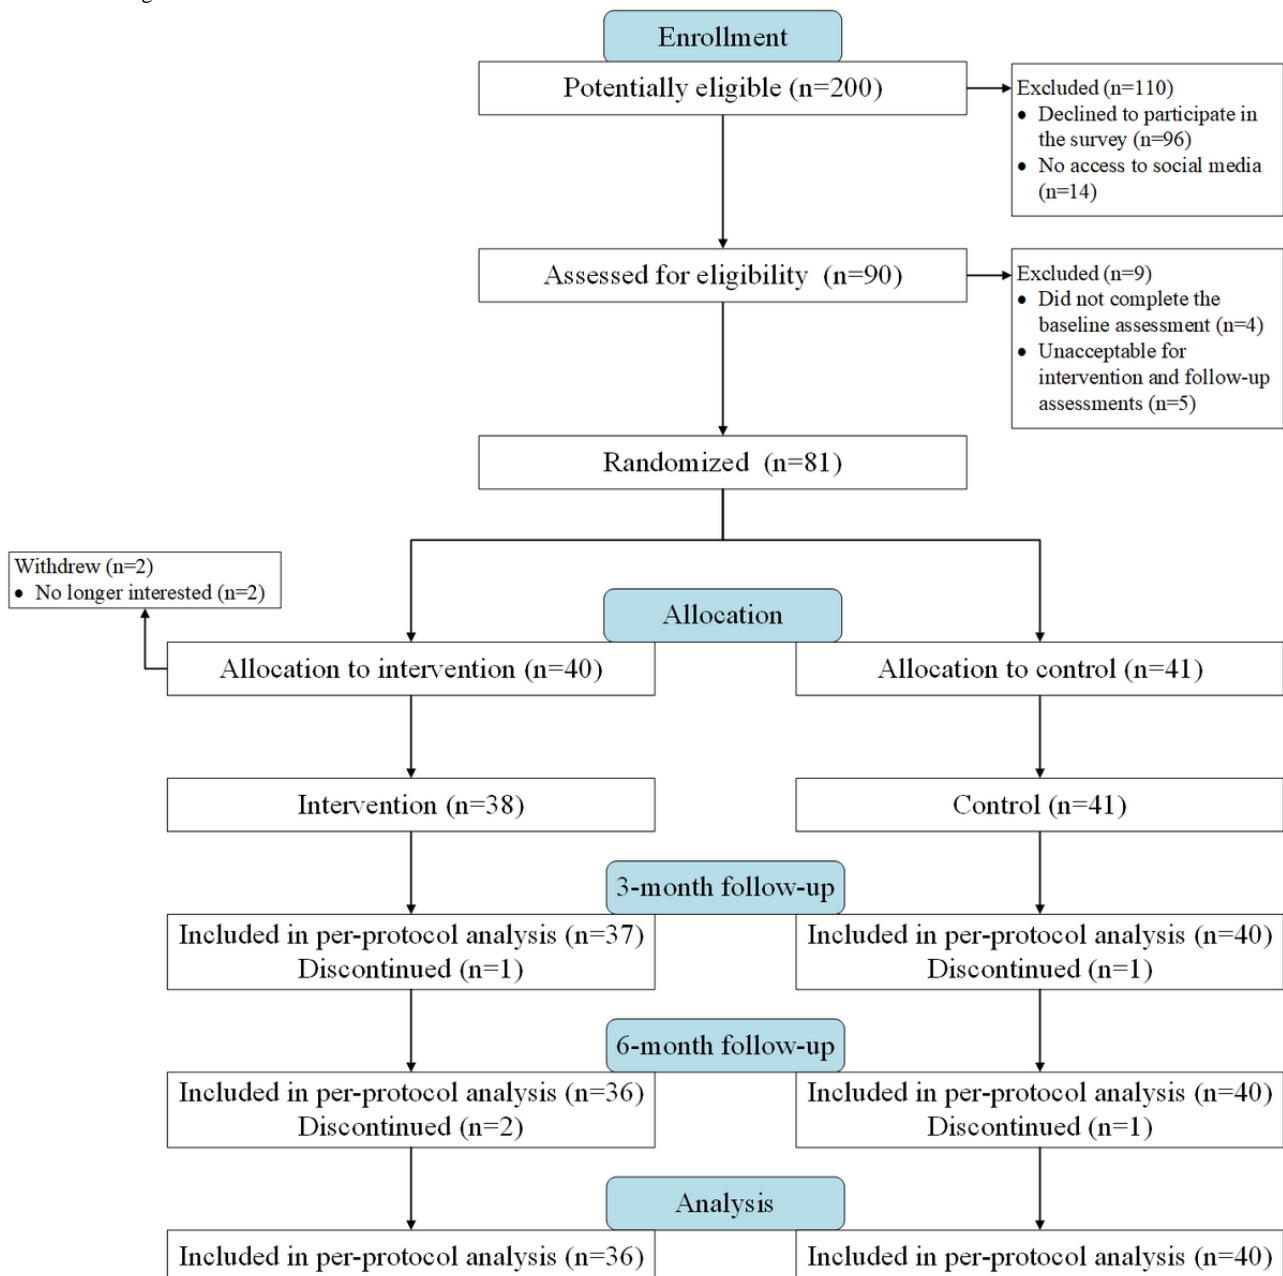 Enrollment
Potentially eligible (n=200)
Excluded (n=110)
• Declined to participate in
the survey (n=96)
• No access to social media
(n=14)
Assessed for eligibility (n=90)
Excluded (n=9)
• Did not complete the
baseline assessment (n=4)
• Unacceptable for
intervention and follow-up
assessments (n=5)
Randomized (n=81)
Withdrew (n=2)
• No longer interested (n=2)
Allocation
Allocation to intervention (n=40)
Allocation to control (n=41)
Intervention (n=38)
Control (n=41)
3-month follow-up
Included in per-protocol analysis (n=37)
Discontinued (n=1)
Included in per-protocol analysis (n=40)
Discontinued (n=1)
6-month follow-up
Included in per-protocol analysis (n=36)
Discontinued (n=2)
Included in per-protocol analysis (n=40)
Discontinued (n=1)
Analysis
Included in per-protocol analysis (n=36)
Included in per-protocol analysis (n=40)